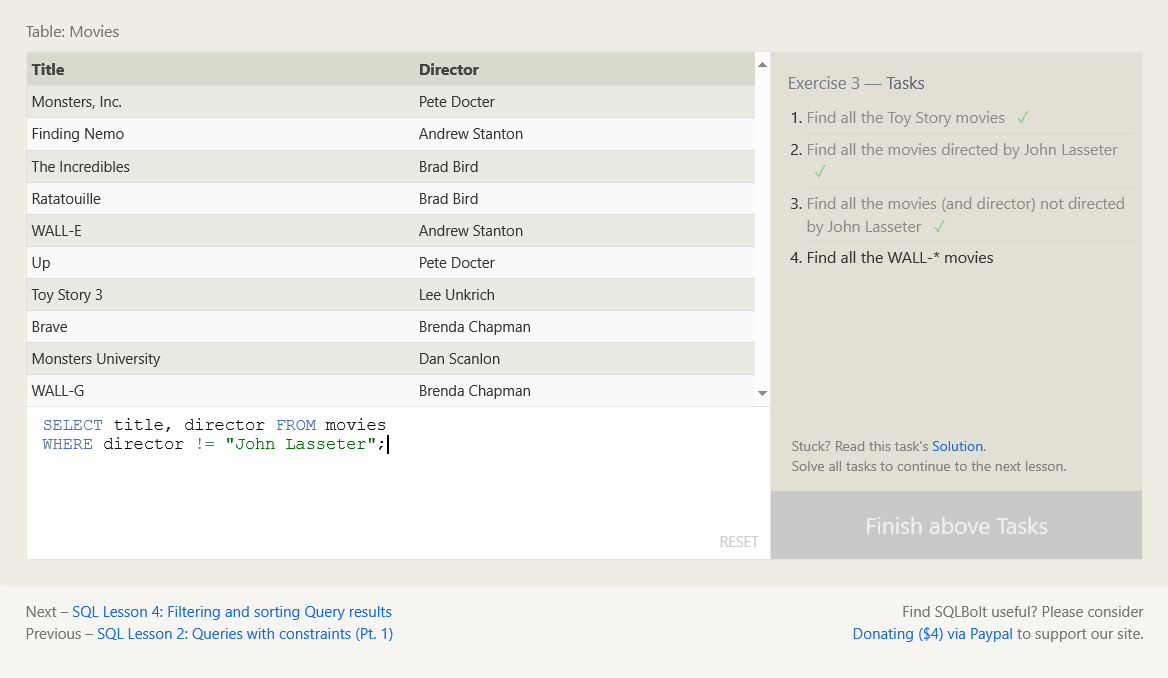 Table: Movies
Title Director
Monsters, Inc. Pete Docter
Finding Nemo Andrew Stanton
The Incredibles Brad Bird
Ratatouille Brad Bird
WALL-E Andrew Stanton
Up Pete Docter
Toy Story 3 Lee Unkrich
Brave Brenda Chapman
Monsters University Dan Scanlon
WALL-G Brenda Chapman
SELECT title, director FROM movies
WHERE director != "John Lasseter";
RESET
Exercise 3 — Tasks
1. Find all the Toy Story movies ✓
2. Find all the movies directed by John Lasseter
✓
3. Find all the movies (and director) not directed
by John Lasseter ✓
4. Find all the WALL-* movies
Stuck? Read this task's Solution.
Solve all tasks to continue to the next lesson.
Finish above Tasks
Next – SQL Lesson 4: Filtering and sorting Query results
Previous – SQL Lesson 2: Queries with constraints (Pt. 1)
Find SQLBolt useful? Please consider
Donating ($4) via Paypal to support our site.